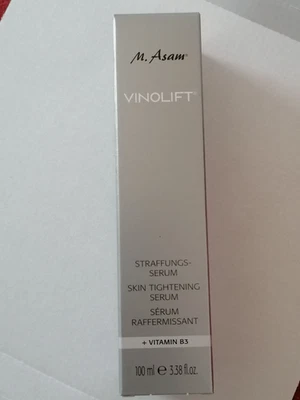 M. Asam®
VINOLIFT®
STRAFFUNGS-
SERUM
SKIN TIGHTENING
SERUM
SÉRUM
RAFFERMISSANT
+ VITAMIN B3
100 ml ℮ 3.38 fl.oz.